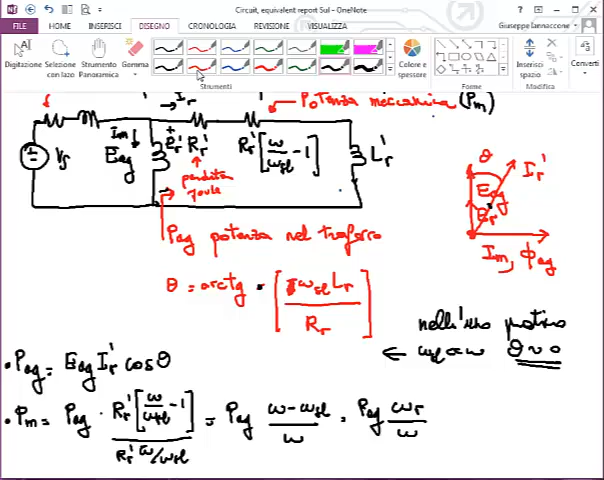 Circuit, equivalent report Sul - OneNote
FILE HOME INSERISCI DISEGNO CRONOLOGIA REVISIONE VISUALIZZA
Giuseppe Iannaccone
Digitazione Selezione con lazo Strumento Panoramica Gomma Colore e spessore Inserisci spazio Converti
Strumenti Forme Modifica
Ir' Potenza meccanica (Pm)
Vs Im Eag + Er' Rr' Rr' [ω/ωsl - 1] Lr'
perdita Joule
θ Ir'
Eag
Er
Im, ϕag
Pag potenza nel traferro
θ = arctg [ωsl Lr / Rr]
nell'uso pratico
← ωsl ∝ ω θ ≈ 0
• Pag = Eag Ir' cosθ
• Pm = Pag · Rr' [ω/ωsl - 1] / Rr' ω/ωsl = Pag ω - ωsl / ω = Pag ωr / ω